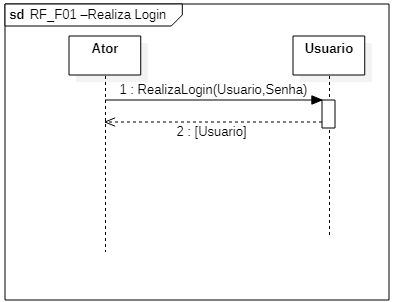 sd RF_F01 –Realiza Login
Ator
Usuario
1 : RealizaLogin(Usuario,Senha)
2 : [Usuario]